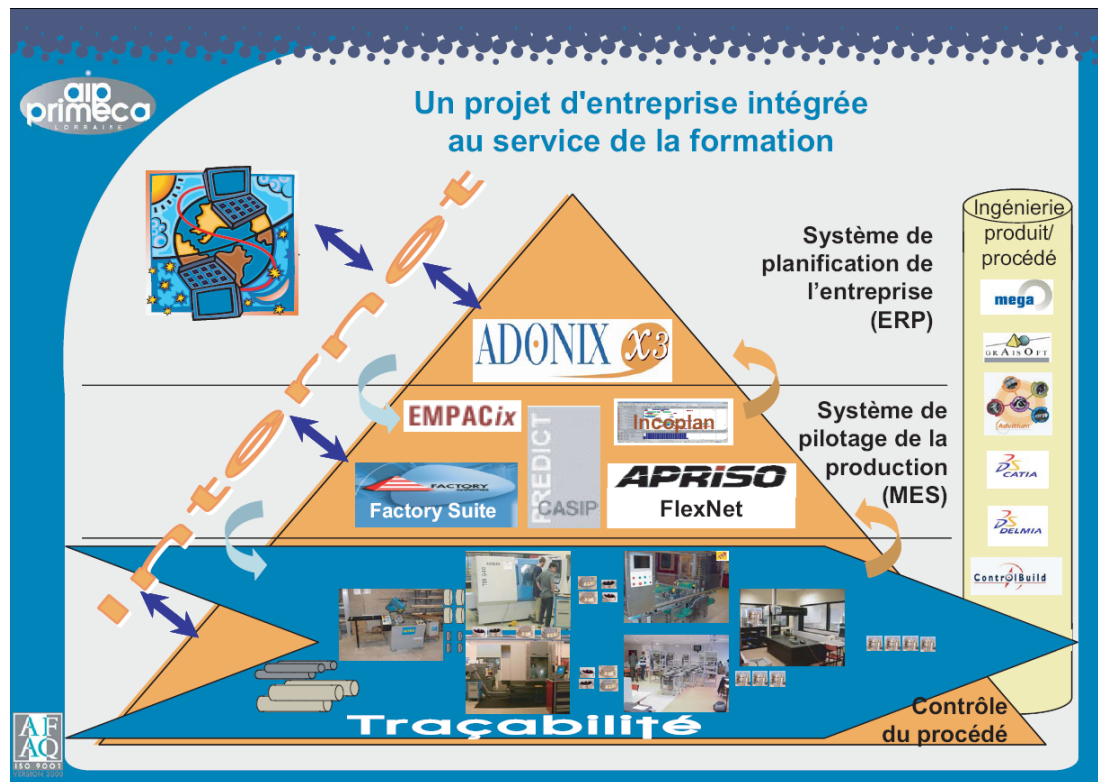 aip
primeca
LORRAINE
Un projet d'entreprise intégrée
au service de la formation
Ingénierie
produit/
procédé
Système de
planification de
l'entreprise
(ERP)
mega
GRAISOFT
ADONIX X3
Système de
pilotage de la
production
(MES)
EMPACix
PREDICT
CASIP
Incoplan
Advitium
CATIA
FACTORY
Factory Suite
APRISO
FlexNet
DELMIA
ControlBuild
Traçabilité
Contrôle
du procédé
AFAQ
ISO 9001
VERSION 2000